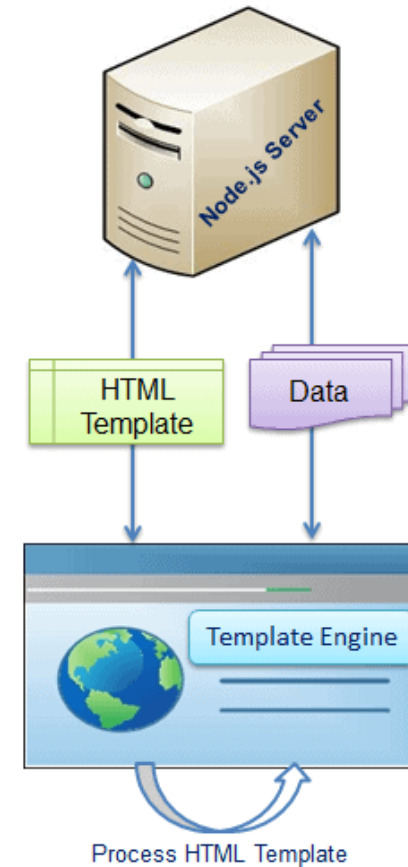 Node.js Server
HTML
Template
Data
Template Engine
Process HTML Template